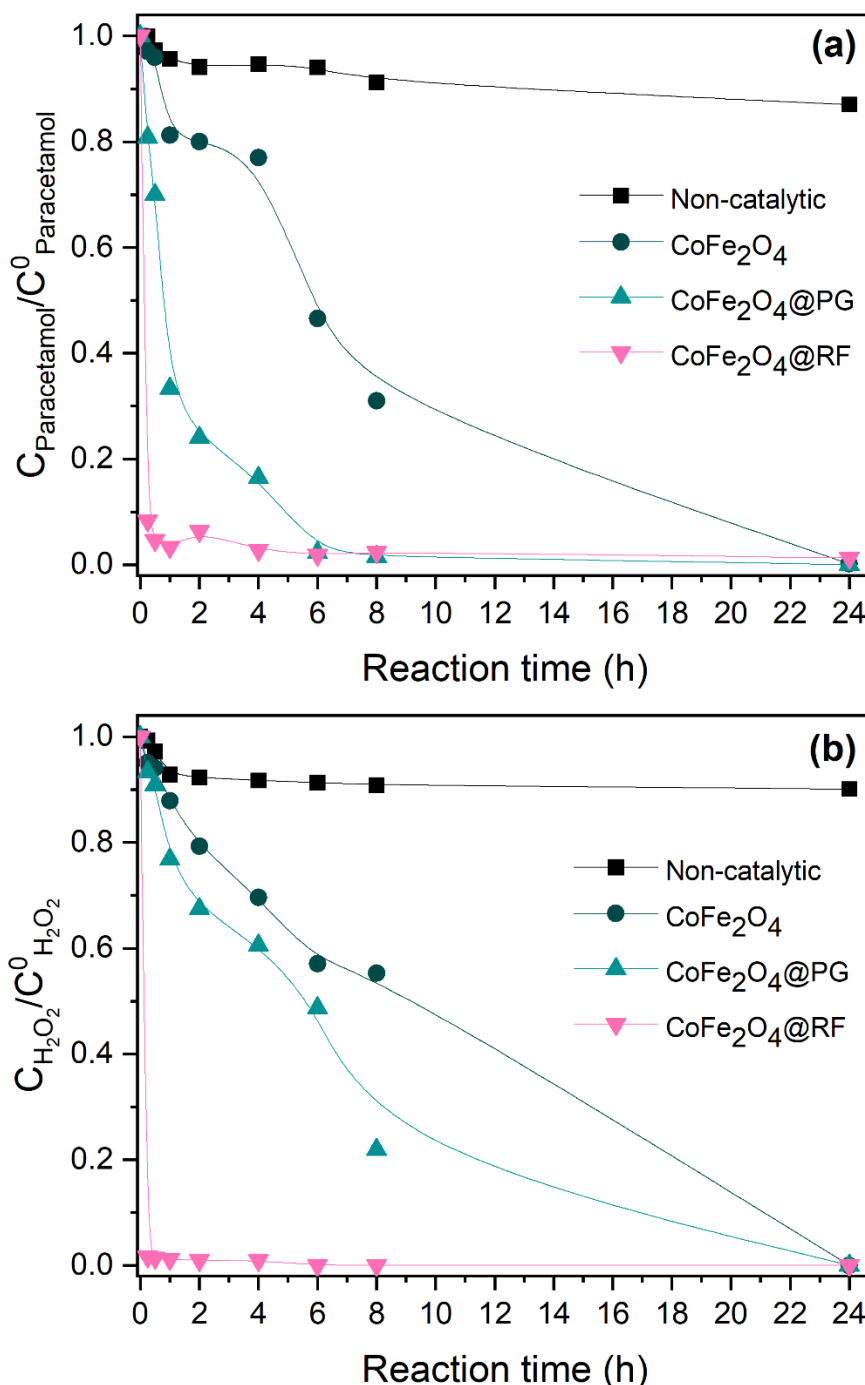 (a)
1.0
0.8
0.6
0.4
0.2
0.0
C_Paracetamol/C^0_Paracetamol
Non-catalytic
CoFe₂O₄
CoFe₂O₄@PG
CoFe₂O₄@RF
0 2 4 6 8 10 12 14 16 18 20 22 24
Reaction time (h)
(b)
1.0
0.8
0.6
0.4
0.2
0.0
C_H₂O₂/C^0_H₂O₂
Non-catalytic
CoFe₂O₄
CoFe₂O₄@PG
CoFe₂O₄@RF
0 2 4 6 8 10 12 14 16 18 20 22 24
Reaction time (h)